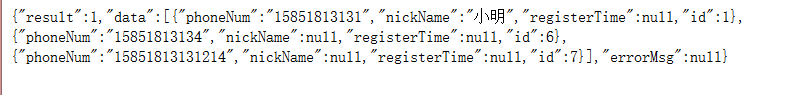 {"result":1,"data":[{"phoneNum":"15851813131","nickName":"小明","registerTime":null,"id":1},
{"phoneNum":"15851813134","nickName":null,"registerTime":null,"id":6},
{"phoneNum":"15851813131214","nickName":null,"registerTime":null,"id":7}],"errorMsg":null}